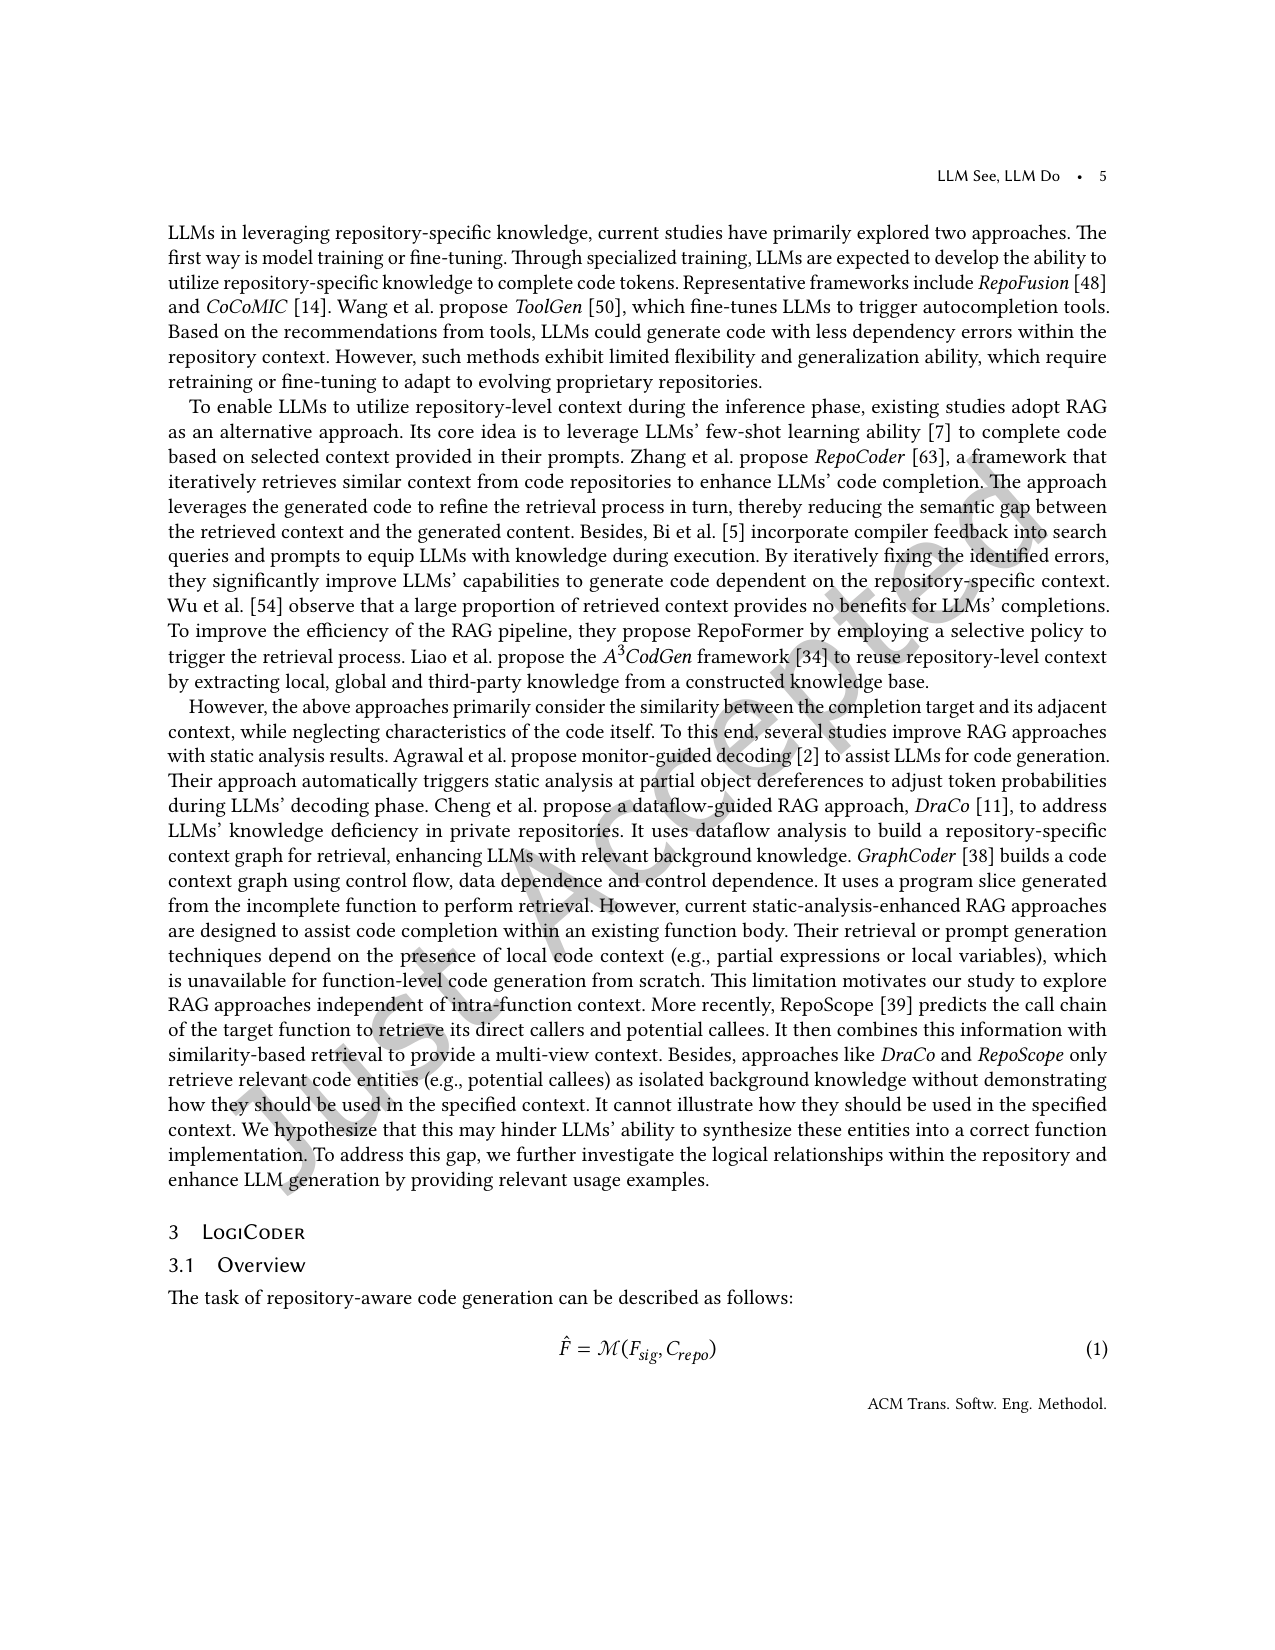 LLM See, LLM Do • 5
LLMs in leveraging repository-specific knowledge, current studies have primarily explored two approaches. The
first way is model training or fine-tuning. Through specialized training, LLMs are expected to develop the ability to
utilize repository-specific knowledge to complete code tokens. Representative frameworks include RepoFusion [48]
and CoCoMIC [14]. Wang et al. propose ToolGen [50], which fine-tunes LLMs to trigger autocompletion tools.
Based on the recommendations from tools, LLMs could generate code with less dependency errors within the
repository context. However, such methods exhibit limited flexibility and generalization ability, which require
retraining or fine-tuning to adapt to evolving proprietary repositories.
To enable LLMs to utilize repository-level context during the inference phase, existing studies adopt RAG
as an alternative approach. Its core idea is to leverage LLMs’ few-shot learning ability [7] to complete code
based on selected context provided in their prompts. Zhang et al. propose RepoCoder [63], a framework that
iteratively retrieves similar context from code repositories to enhance LLMs’ code completion. The approach
leverages the generated code to refine the retrieval process in turn, thereby reducing the semantic gap between
the retrieved context and the generated content. Besides, Bi et al. [5] incorporate compiler feedback into search
queries and prompts to equip LLMs with knowledge during execution. By iteratively fixing the identified errors,
they significantly improve LLMs’ capabilities to generate code dependent on the repository-specific context.
Wu et al. [54] observe that a large proportion of retrieved context provides no benefits for LLMs’ completions.
To improve the efficiency of the RAG pipeline, they propose RepoFormer by employing a selective policy to
trigger the retrieval process. Liao et al. propose the A³CodGen framework [34] to reuse repository-level context
by extracting local, global and third-party knowledge from a constructed knowledge base.
However, the above approaches primarily consider the similarity between the completion target and its adjacent
context, while neglecting characteristics of the code itself. To this end, several studies improve RAG approaches
with static analysis results. Agrawal et al. propose monitor-guided decoding [2] to assist LLMs for code generation.
Their approach automatically triggers static analysis at partial object dereferences to adjust token probabilities
during LLMs’ decoding phase. Cheng et al. propose a dataflow-guided RAG approach, DraCo [11], to address
LLMs’ knowledge deficiency in private repositories. It uses dataflow analysis to build a repository-specific
context graph for retrieval, enhancing LLMs with relevant background knowledge. GraphCoder [38] builds a code
context graph using control flow, data dependence and control dependence. It uses a program slice generated
from the incomplete function to perform retrieval. However, current static-analysis-enhanced RAG approaches
are designed to assist code completion within an existing function body. Their retrieval or prompt generation
techniques depend on the presence of local code context (e.g., partial expressions or local variables), which
is unavailable for function-level code generation from scratch. This limitation motivates our study to explore
RAG approaches independent of intra-function context. More recently, RepoScope [39] predicts the call chain
of the target function to retrieve its direct callers and potential callees. It then combines this information with
similarity-based retrieval to provide a multi-view context. Besides, approaches like DraCo and RepoScope only
retrieve relevant code entities (e.g., potential callees) as isolated background knowledge without demonstrating
how they should be used in the specified context. It cannot illustrate how they should be used in the specified
context. We hypothesize that this may hinder LLMs’ ability to synthesize these entities into a correct function
implementation. To address this gap, we further investigate the logical relationships within the repository and
enhance LLM generation by providing relevant usage examples.
3 LogiCoder
3.1 Overview
The task of repository-aware code generation can be described as follows:
F̂ = ℳ(F_sig, C_repo) (1)
ACM Trans. Softw. Eng. Methodol.
Just Accepted